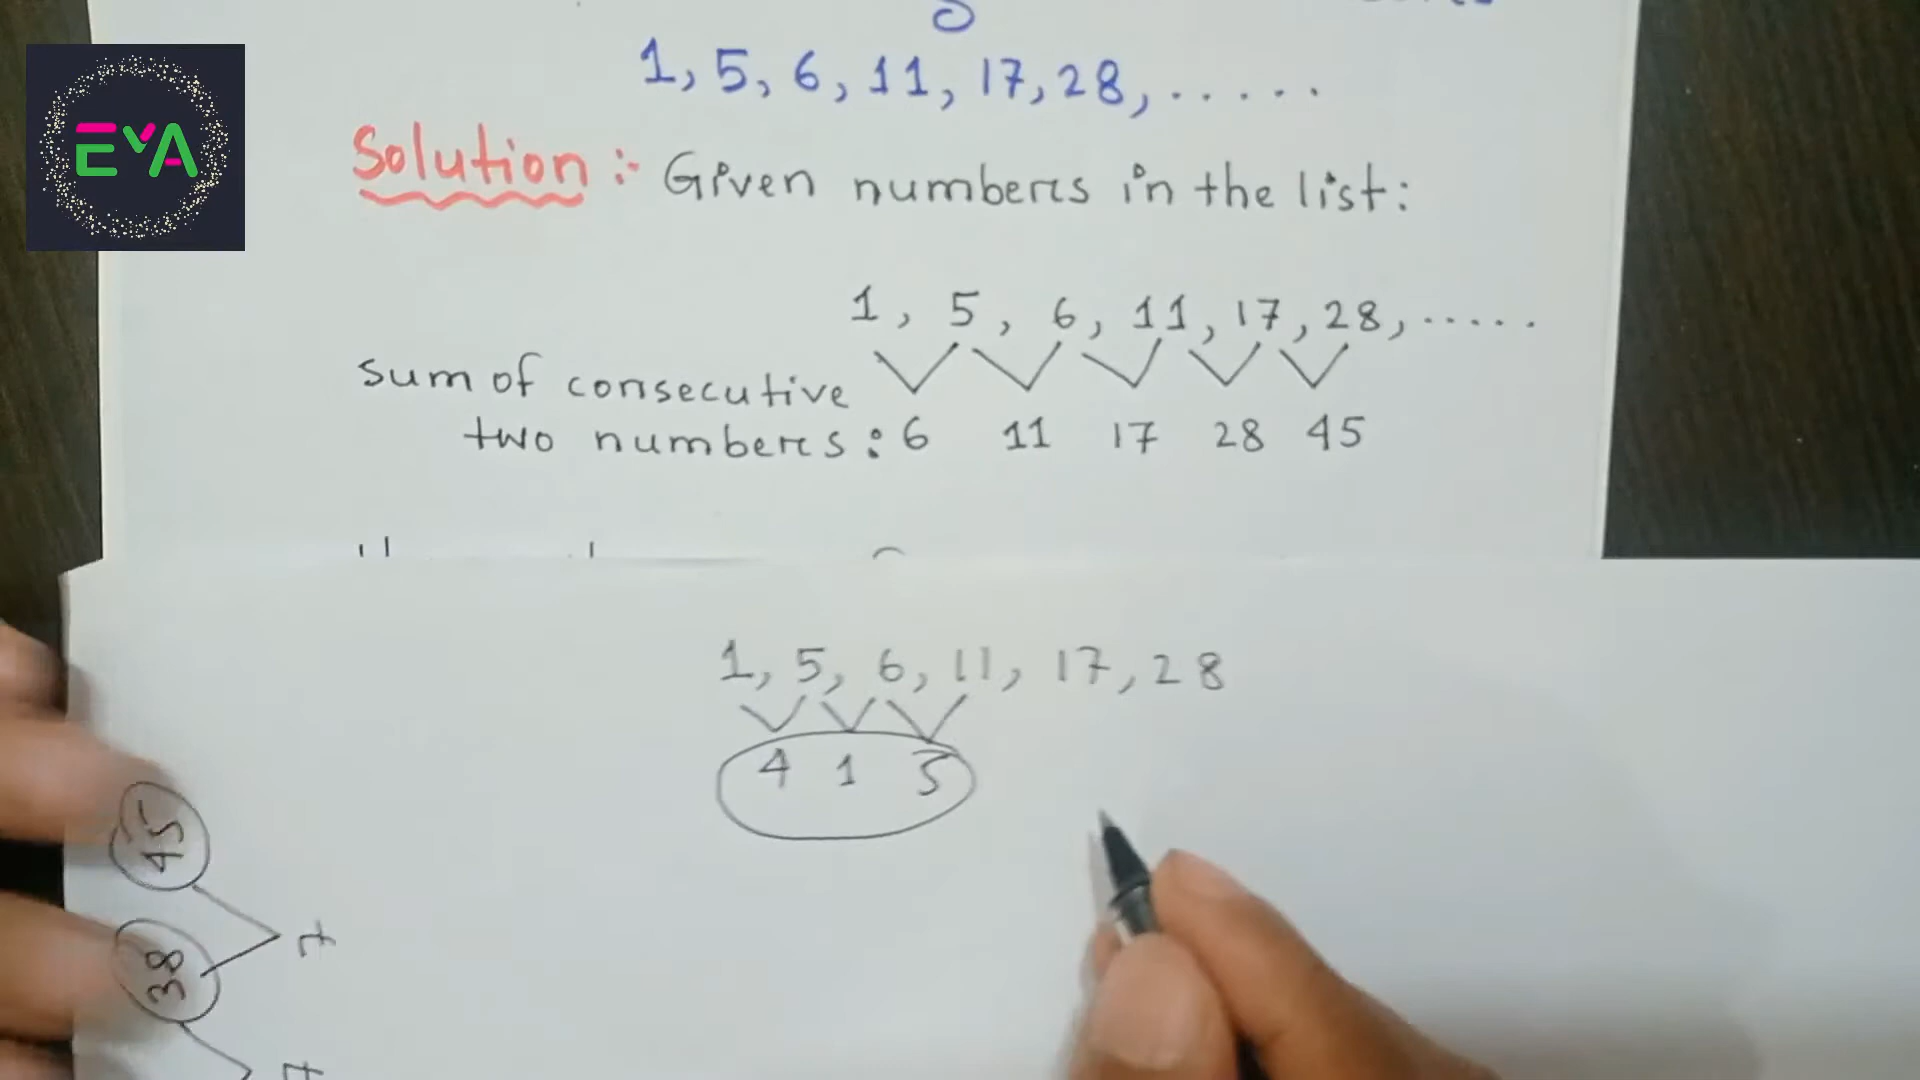 EYA
1, 5, 6, 11, 17, 28, .....
Solution :- Given numbers in the list:
1, 5, 6, 11, 17, 28, .....
sum of consecutive
two numbers : 6 11 17 28 45
1, 5, 6, 11, 17, 28
4 1 5
45
38
7